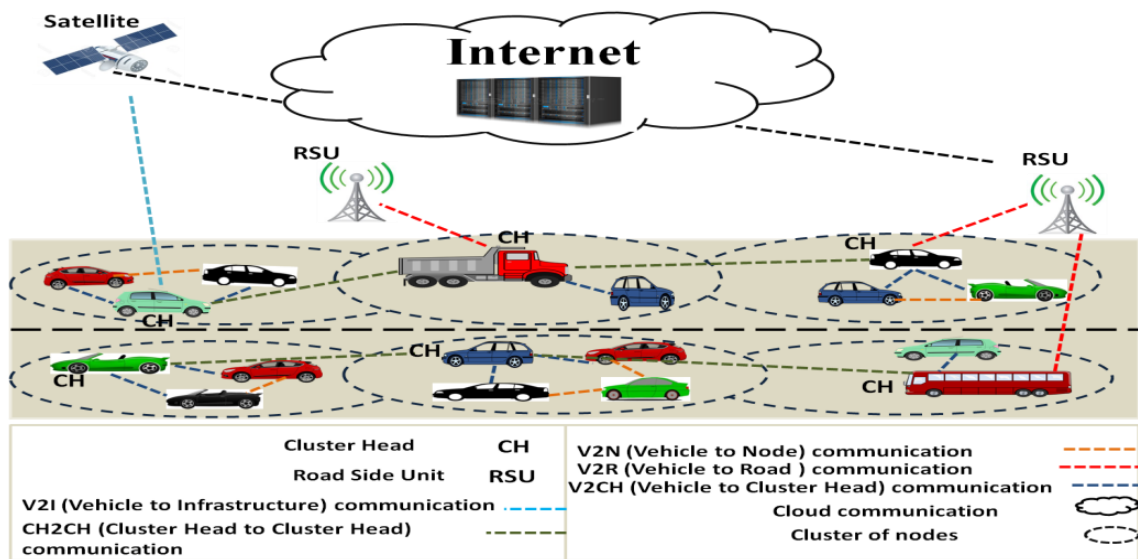 Satellite
Internet
RSU
RSU
CH
CH
CH
CH
CH
CH
Cluster Head CH
Road Side Unit RSU
V2I (Vehicle to Infrastructure) communication
CH2CH (Cluster Head to Cluster Head)
communication
V2N (Vehicle to Node) communication
V2R (Vehicle to Road ) communication
V2CH (Vehicle to Cluster Head) communication
Cloud communication
Cluster of nodes